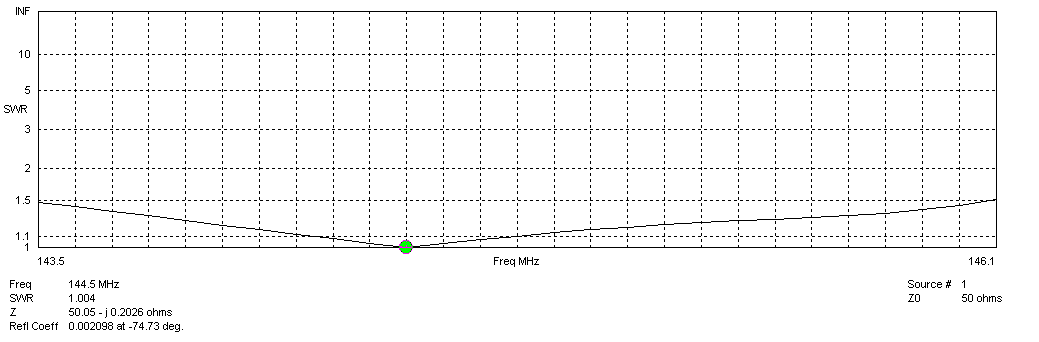 INF
10
5
SWR
3
2
1.5
1.1
1
143.5 Freq MHz 146.1
Freq 144.5 MHz Source # 1
SWR 1.004 Z0 50 ohms
Z 50.05 - j 0.2026 ohms
Refl Coeff 0.002098 at -74.73 deg.